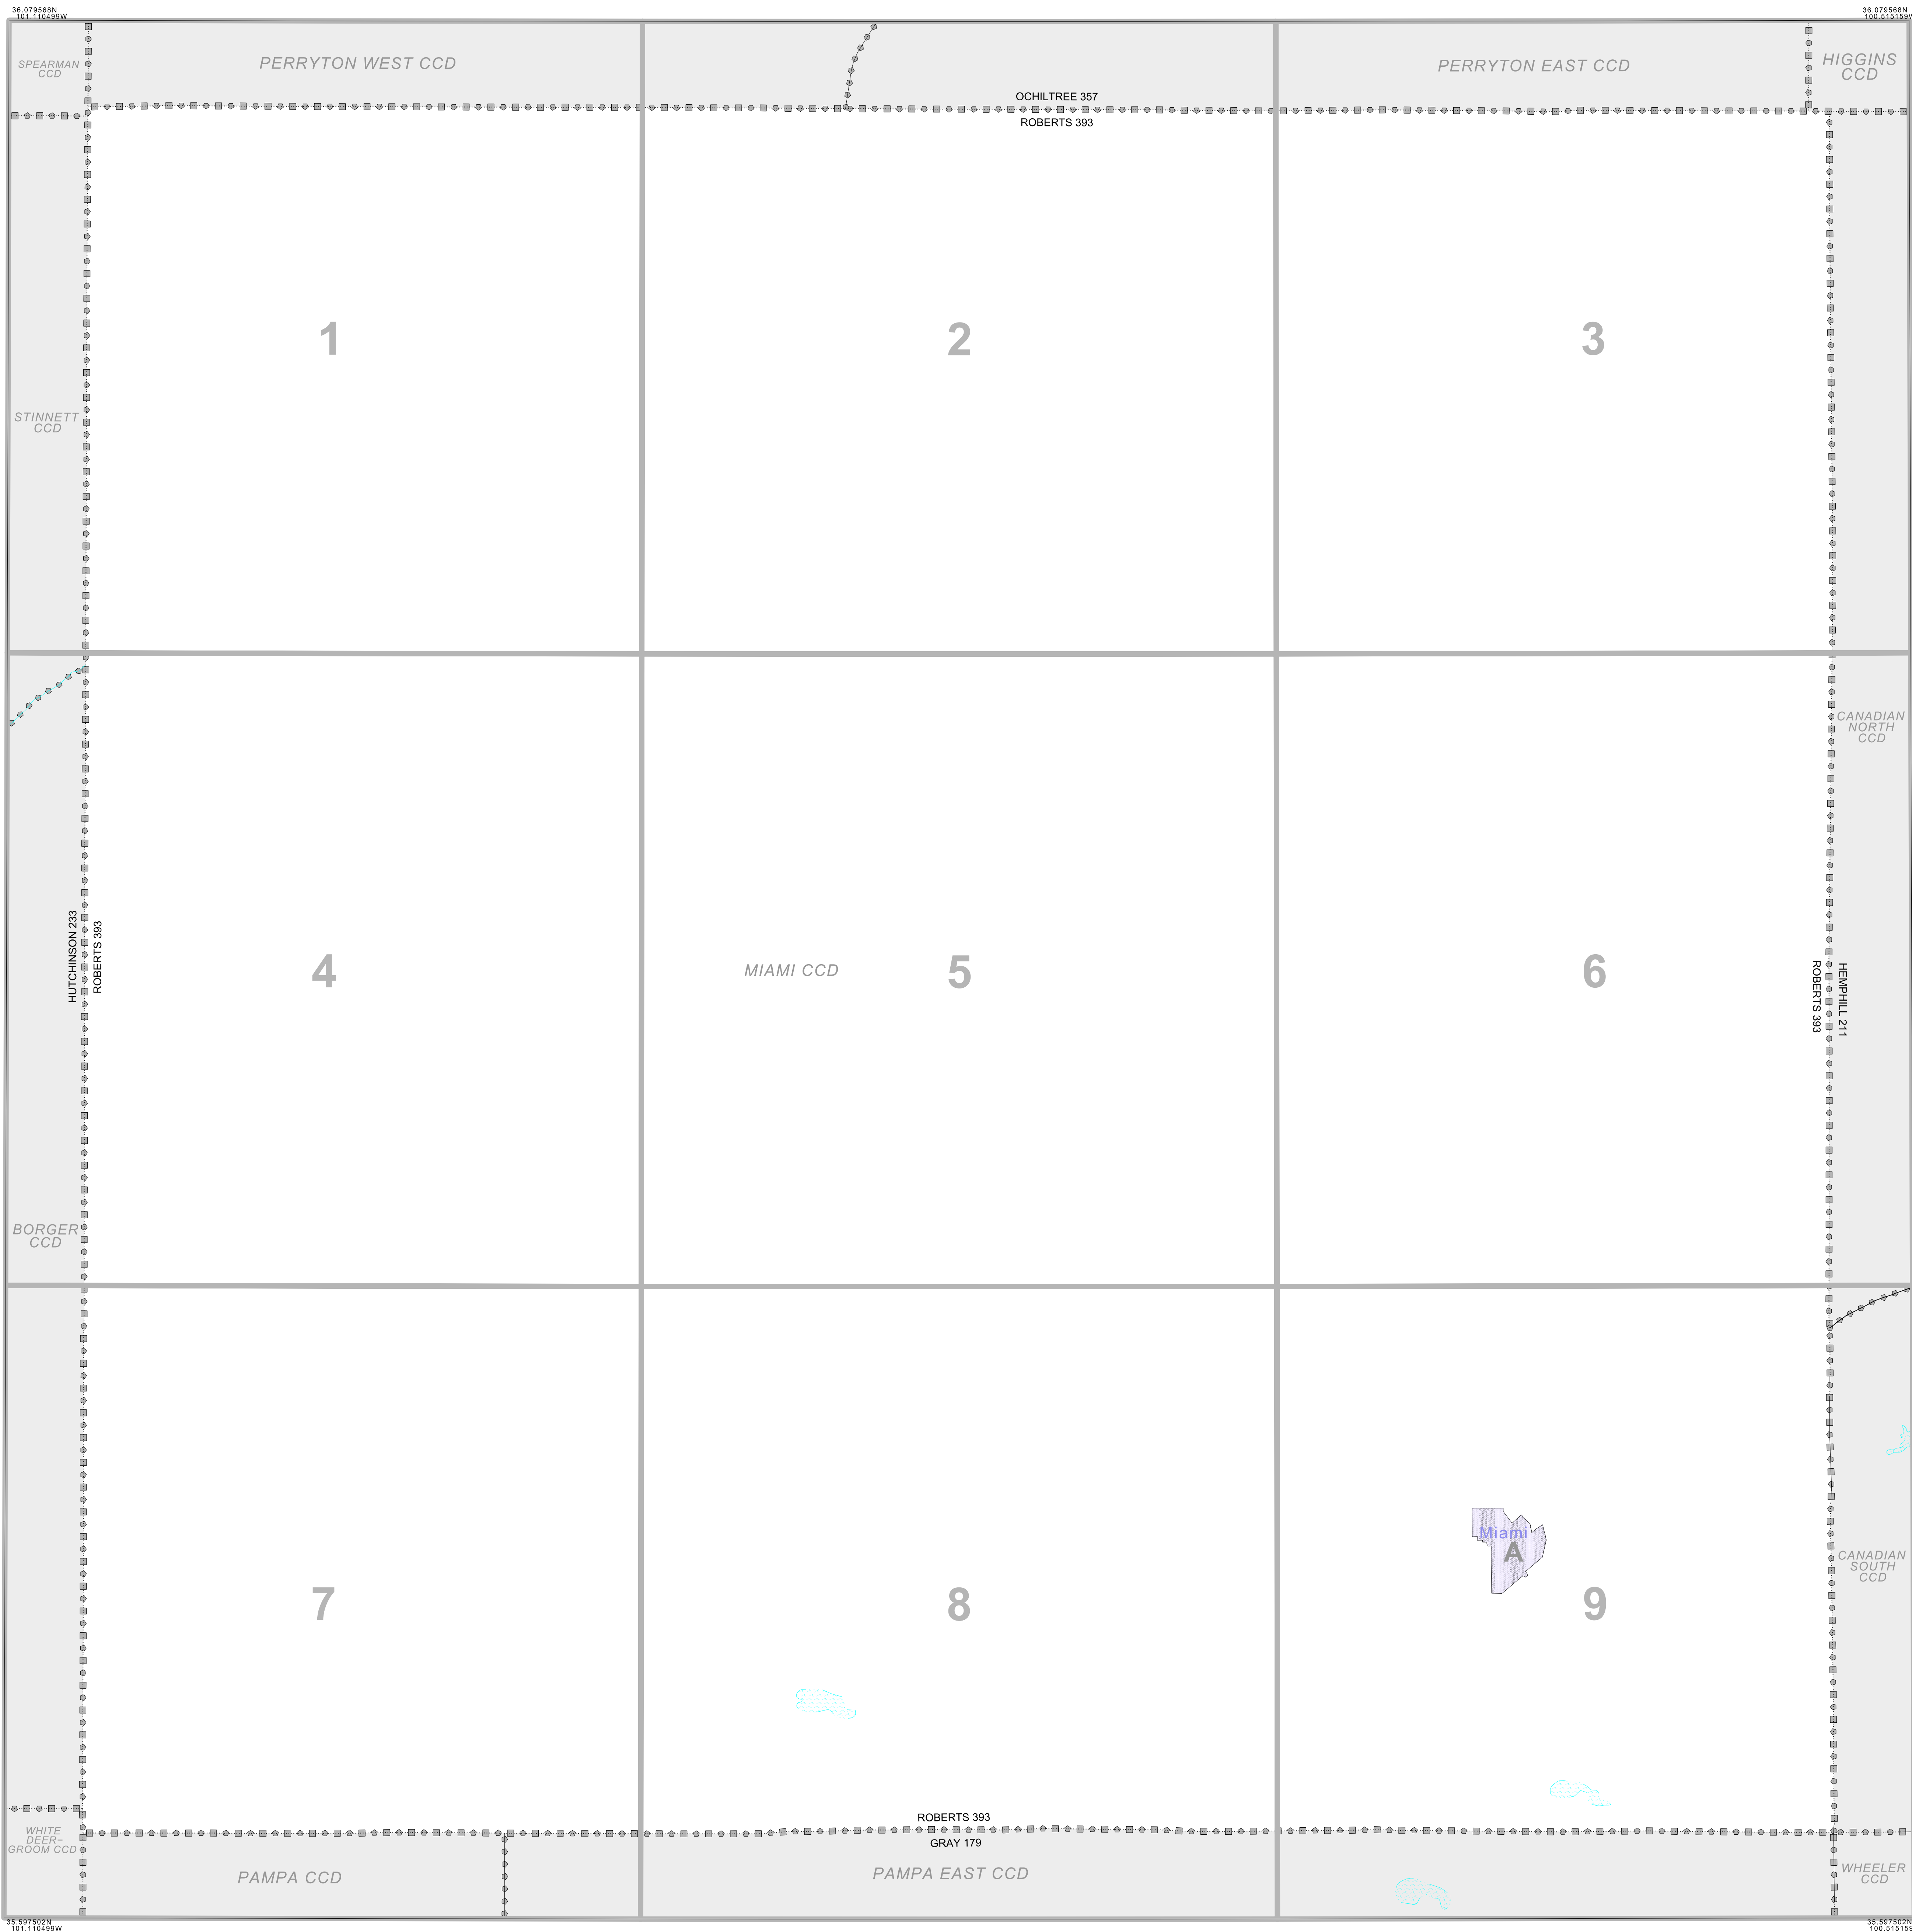 36.079568N
101.110499W
36.079568N
100.515159W
SPEARMAN
CCD
PERRYTON WEST CCD
PERRYTON EAST CCD
HIGGINS
CCD
OCHILTREE 357
ROBERTS 393
1
2
3
STINNETT
CCD
CANADIAN
NORTH
CCD
HUTCHINSON 233
ROBERTS 393
4
MIAMI CCD
5
6
ROBERTS 393
HEMPHILL 211
BORGER
CCD
Miami
A
CANADIAN
SOUTH
CCD
7
8
9
ROBERTS 393
GRAY 179
WHITE
DEER–
GROOM CCD
PAMPA CCD
PAMPA EAST CCD
WHEELER
CCD
35.597502N
101.110499W
35.597502N
100.515159